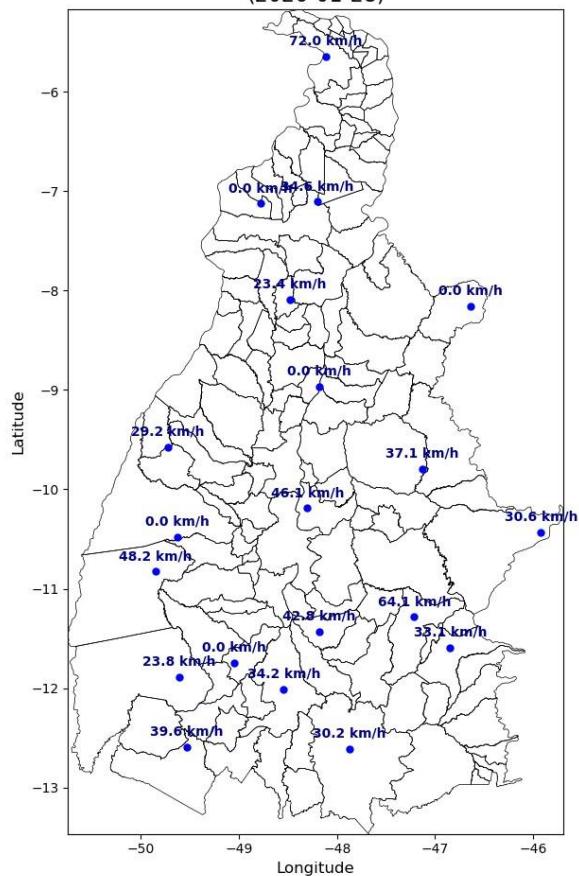 72.0 km/h
0.0 km/h
km/h
23.4 km/h
0.0 km/h
0.0 km/h
29.2 km/h
37.1 km/h
46.1 km/h
0.0 km/h
30.6 km/h
48.2 km/h
64.1 km/h
42.8 km/h
33.1 km/h
0.0 km/h
23.8 km/h
34.2 km/h
39.6 km/h
30.2 km/h
−6
−7
−8
−9
−10
−11
−12
−13
Latitude
−50
−49
−48
−47
−46
Longitude